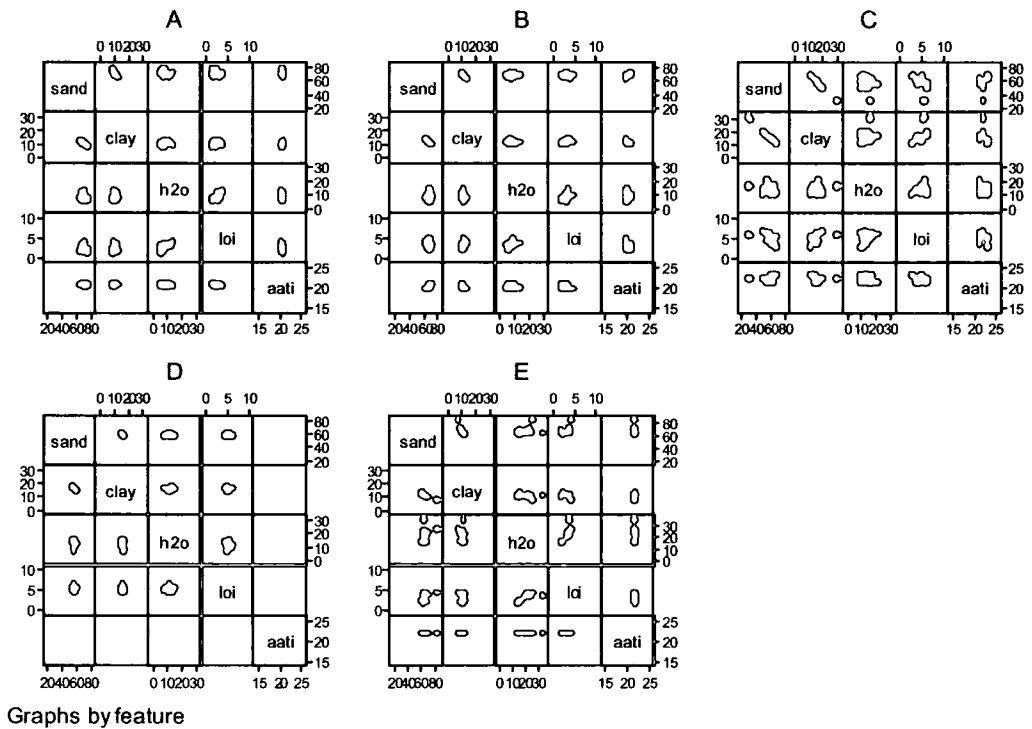 A B C
0 102030 0 5 10 0 102030 0 5 10 0 102030 0 5 10
sand 80 60 40 20 sand 80 60 40 20 sand 80 60 40 20
30 20 10 0 clay 30 20 10 0 clay 30 20 10 0 clay
h2o 30 20 10 0 h2o 30 20 10 0 h2o 30 20 10 0
10 5 0 loi 10 5 0 loi 10 5 0 loi
aati 25 20 15 aati 25 20 15 aati 25 20 15
20406080 0102030 15 20 25 20406080 0102030 15 20 25 20406080 0102030 15 20 25
D E
0 102030 0 5 10 0 102030 0 5 10
sand 80 60 40 20 sand 80 60 40 20
30 20 10 0 clay 30 20 10 0 clay
h2o 30 20 10 0 h2o 30 20 10 0
10 5 0 loi 10 5 0 loi
aati 25 20 15 aati 25 20 15
20406080 0102030 15 20 25 20406080 0102030 15 20 25
Graphs by feature